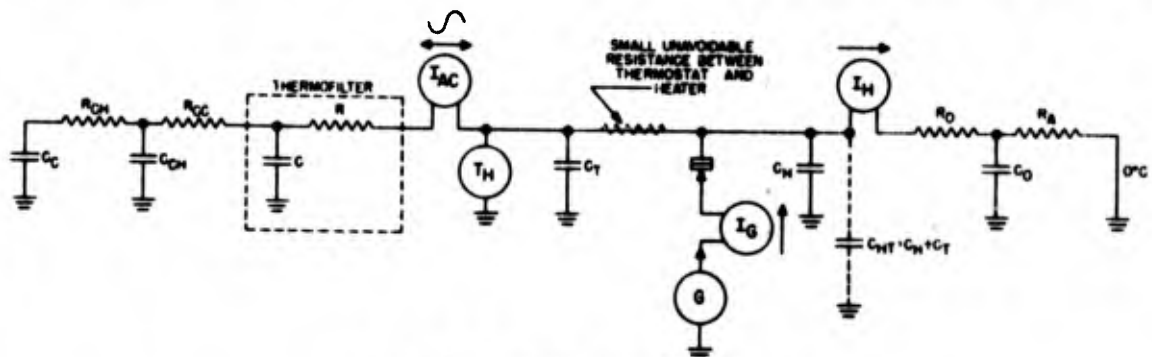 SMALL UNAVOIDABLE
RESISTANCE BETWEEN
THERMOSTAT AND
HEATER
THERMOFILTER
I_AC
I_H
R_CH
R_CC
R
R_O
R_A
C_C
C_CH
C
T_H
C_T
C_H
C_O
0°C
I_G
C_HT = C_H + C_T
G